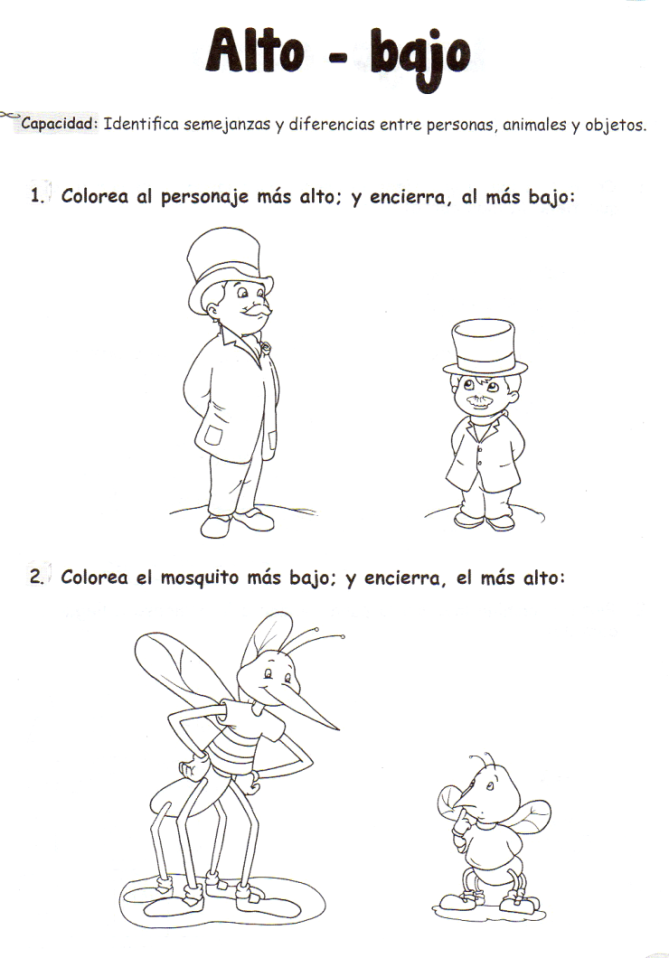 Alto - bajo
Capacidad: Identifica semejanzas y diferencias entre personas, animales y objetos.
1. Colorea al personaje más alto; y encierra, al más bajo:
2. Colorea el mosquito más bajo; y encierra, el más alto: